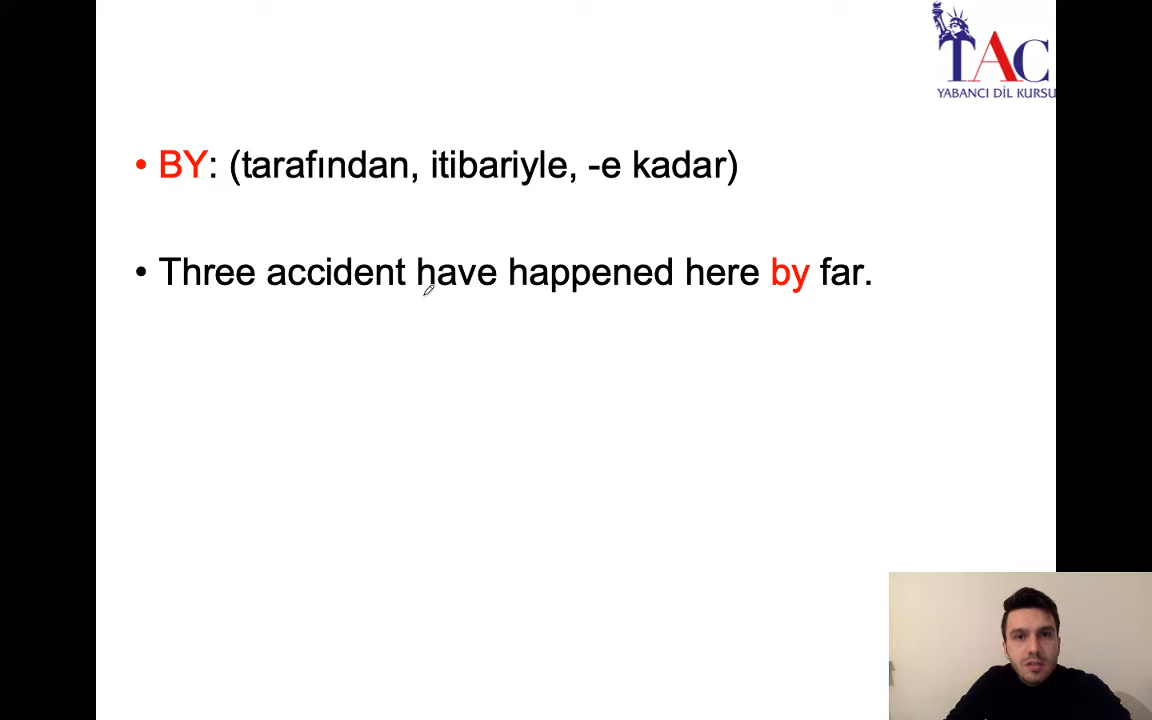 TAC
YABANCI DİL KURSU
• BY: (tarafından, itibariyle, -e kadar)
• Three accident have happened here by far.